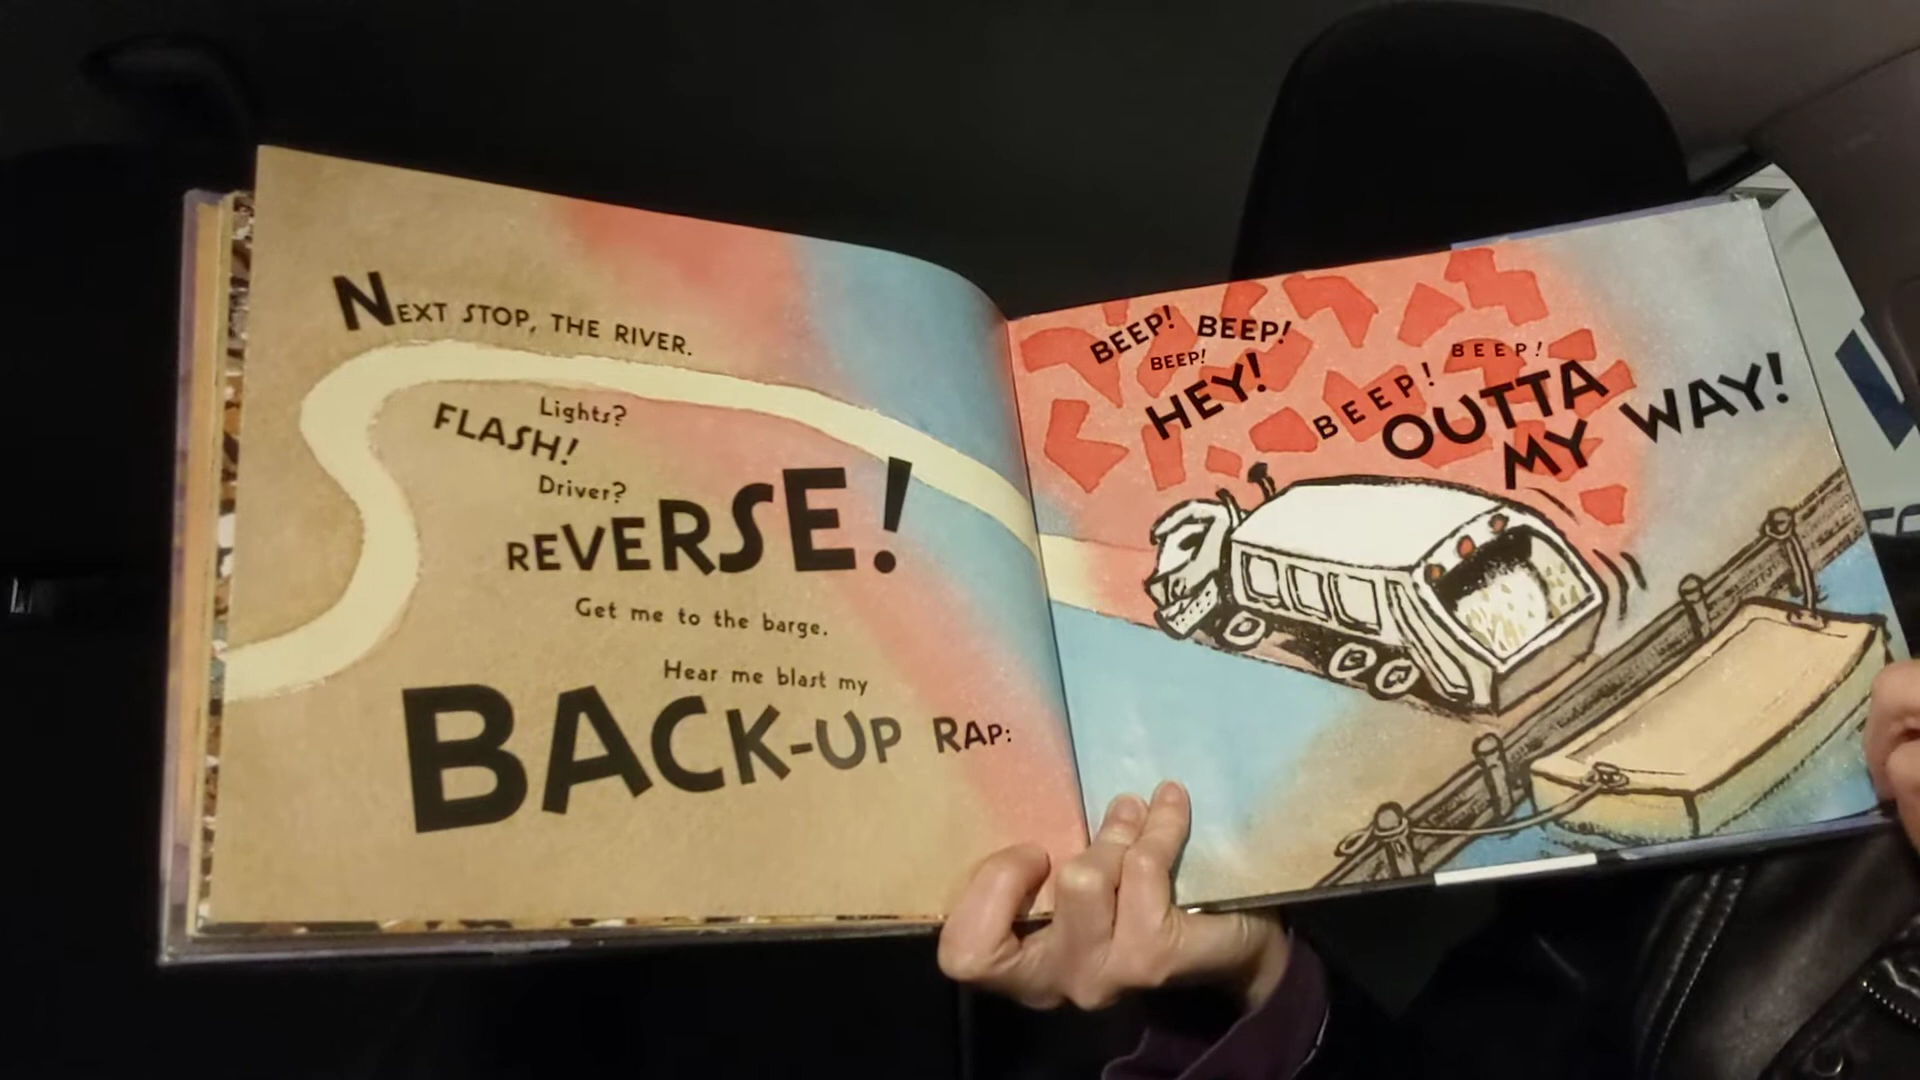 NEXT STOP, THE RIVER.
Lights?
FLASH!
Driver?
REVERSE!
Get me to the barge.
Hear me blast my
BACK-UP RAP:
BEEP! BEEP!
BEEP!
HEY!
BEEP! BEEP!
OUTTA
MY WAY!